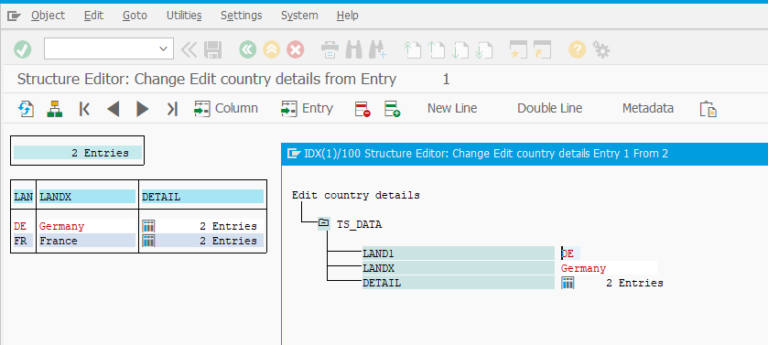 Object Edit Goto Utilities Settings System Help
Structure Editor: Change Edit country details from Entry 1
Column Entry New Line Double Line Metadata
2 Entries
LAN LANDX DETAIL
DE Germany 2 Entries
FR France 2 Entries
IDX(1)/100 Structure Editor: Change Edit country details Entry 1 From 2
Edit country details
TS_DATA
LAND1 DE
LANDX Germany
DETAIL 2 Entries